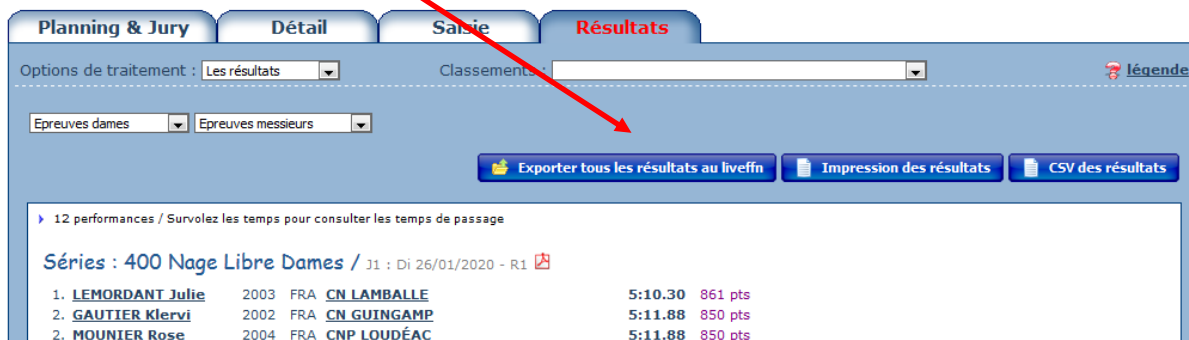 Planning & Jury Détail Saisie Résultats
Options de traitement : Les résultats Classements : légende
Epreuves dames Epreuves messieurs
Exporter tous les résultats au liveffn Impression des résultats CSV des résultats
12 performances / Survolez les temps pour consulter les temps de passage
Séries : 400 Nage Libre Dames / J1 : Di 26/01/2020 - R1
1. LEMORDANT Julie 2003 FRA CN LAMBALLE 5:10.30 861 pts
2. GAUTIER Klervi 2002 FRA CN GUINGAMP 5:11.88 850 pts
2. MOUNIER Rose 2004 FRA CNP LOUDÉAC 5:11.88 850 pts